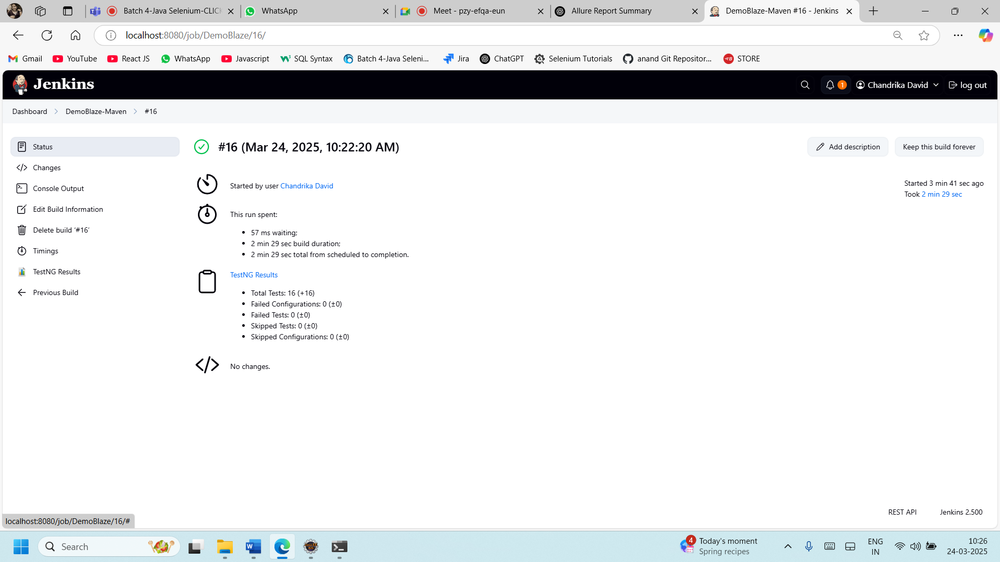 Batch 4-Java Selenium-CLICK
WhatsApp
Meet - pzy-efqa-eun
Allure Report Summary
DemoBlaze-Maven #16 - Jenkins
localhost:8080/job/DemoBlaze/16/
Gmail
YouTube
React JS
WhatsApp
Javascript
W3 SQL Syntax
Batch 4-Java Seleni...
Jira
ChatGPT
Selenium Tutorials
anand Git Repositor...
STORE
Jenkins
1
Chandrika David
log out
Dashboard
DemoBlaze-Maven
#16
Status
Changes
Console Output
Edit Build Information
Delete build ‘#16’
Timings
TestNG Results
Previous Build
#16 (Mar 24, 2025, 10:22:20 AM)
Add description
Keep this build forever
Started by user Chandrika David
Started 3 min 41 sec ago
Took 2 min 29 sec
This run spent:
57 ms waiting;
2 min 29 sec build duration;
2 min 29 sec total from scheduled to completion.
TestNG Results
Total Tests: 16 (+16)
Failed Configurations: 0 (±0)
Failed Tests: 0 (±0)
Skipped Tests: 0 (±0)
Skipped Configurations: 0 (±0)
No changes.
REST API
Jenkins 2.500
localhost:8080/job/DemoBlaze/16/#
Search
4
Today's moment
Spring recipes
ENG
IN
10:26
24-03-2025